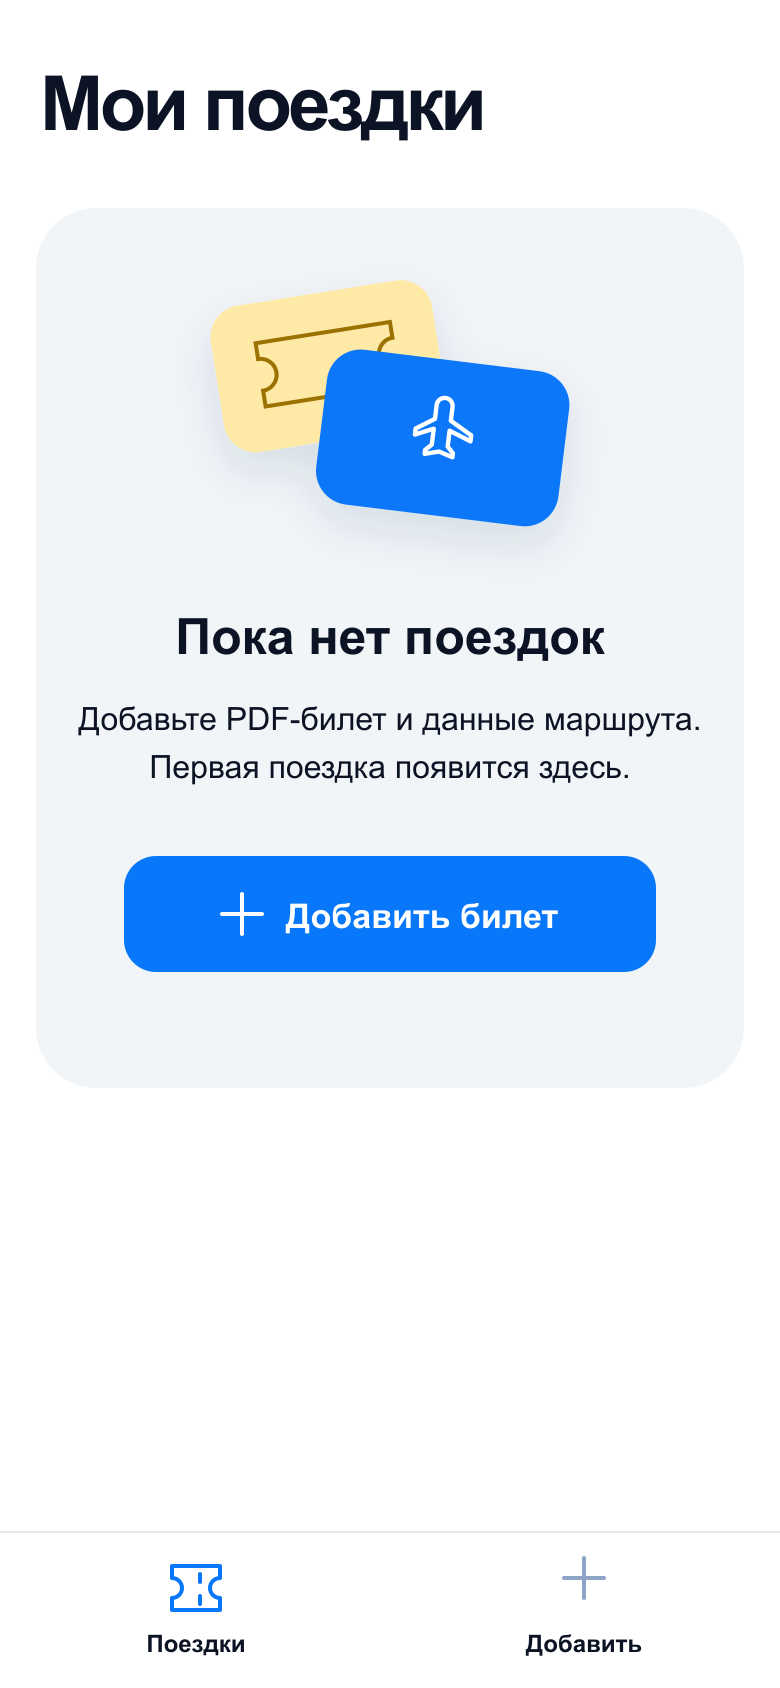 Мои поездки
Пока нет поездок
Добавьте PDF-билет и данные маршрута.
Первая поездка появится здесь.
Добавить билет
Поездки
Добавить